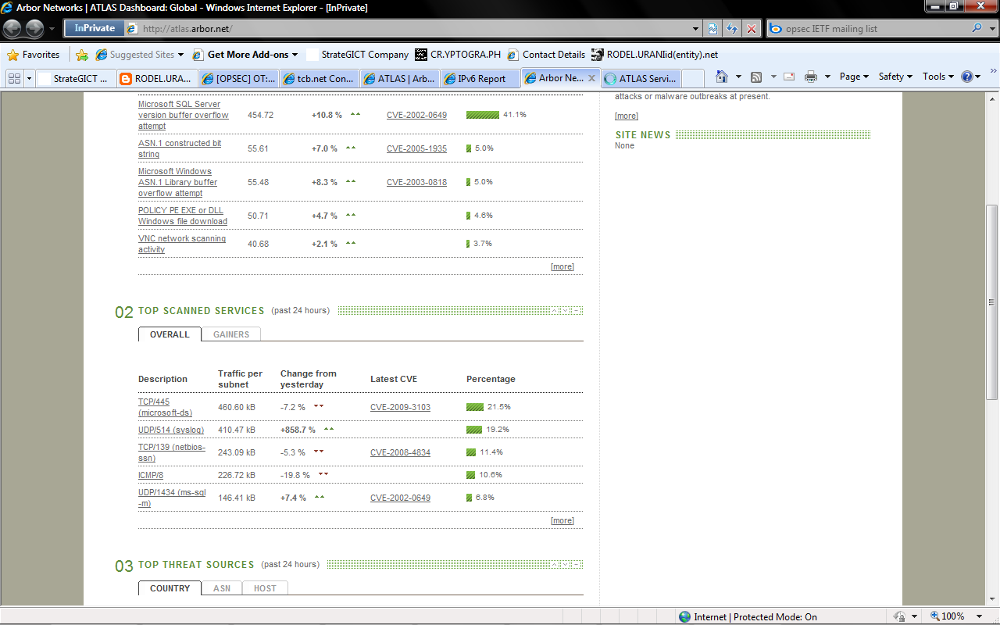 Arbor Networks | ATLAS Dashboard: Global - Windows Internet Explorer - [InPrivate]
InPrivate http://atlas.arbor.net/ opsec IETF mailing list
Favorites Suggested Sites Get More Add-ons StrateGICT Company CR.YPTOGRA.PH Contact Details RODEL.URANIid(entity).net
StrateGICT ... RODEL.URA... [OPSEC] OT:... tcb.net Con... ATLAS | Arb... IPv6 Report Arbor Ne... ATLAS Servi... Page Safety Tools
attacks or malware outbreaks at present.
[more]
SITE NEWS
None
Microsoft SQL Server
version buffer overflow
attempt
454.72 +10.8 % CVE-2002-0649 41.1%
ASN.1 constructed bit
string
55.61 +7.0 % CVE-2005-1935 5.0%
Microsoft Windows
ASN.1 Library buffer
overflow attempt
55.48 +8.3 % CVE-2003-0818 5.0%
POLICY PE EXE or DLL
Windows file download
50.71 +4.7 % 4.6%
VNC network scanning
activity
40.68 +2.1 % 3.7%
[more]
02 TOP SCANNED SERVICES (past 24 hours)
OVERALL GAINERS
Description
Traffic per
subnet
Change from
yesterday
Latest CVE
Percentage
TCP/445
(microsoft-ds)
460.60 kB -7.2 % CVE-2009-3103 21.5%
UDP/514 (syslog) 410.47 kB +858.7 % 19.2%
TCP/139 (netbios-
ssn)
243.09 kB -5.3 % CVE-2008-4834 11.4%
ICMP/8 226.72 kB -19.8 % 10.6%
UDP/1434 (ms-sql
-m)
146.41 kB +7.4 % CVE-2002-0649 6.8%
[more]
03 TOP THREAT SOURCES (past 24 hours)
COUNTRY ASN HOST
Internet | Protected Mode: On 100%